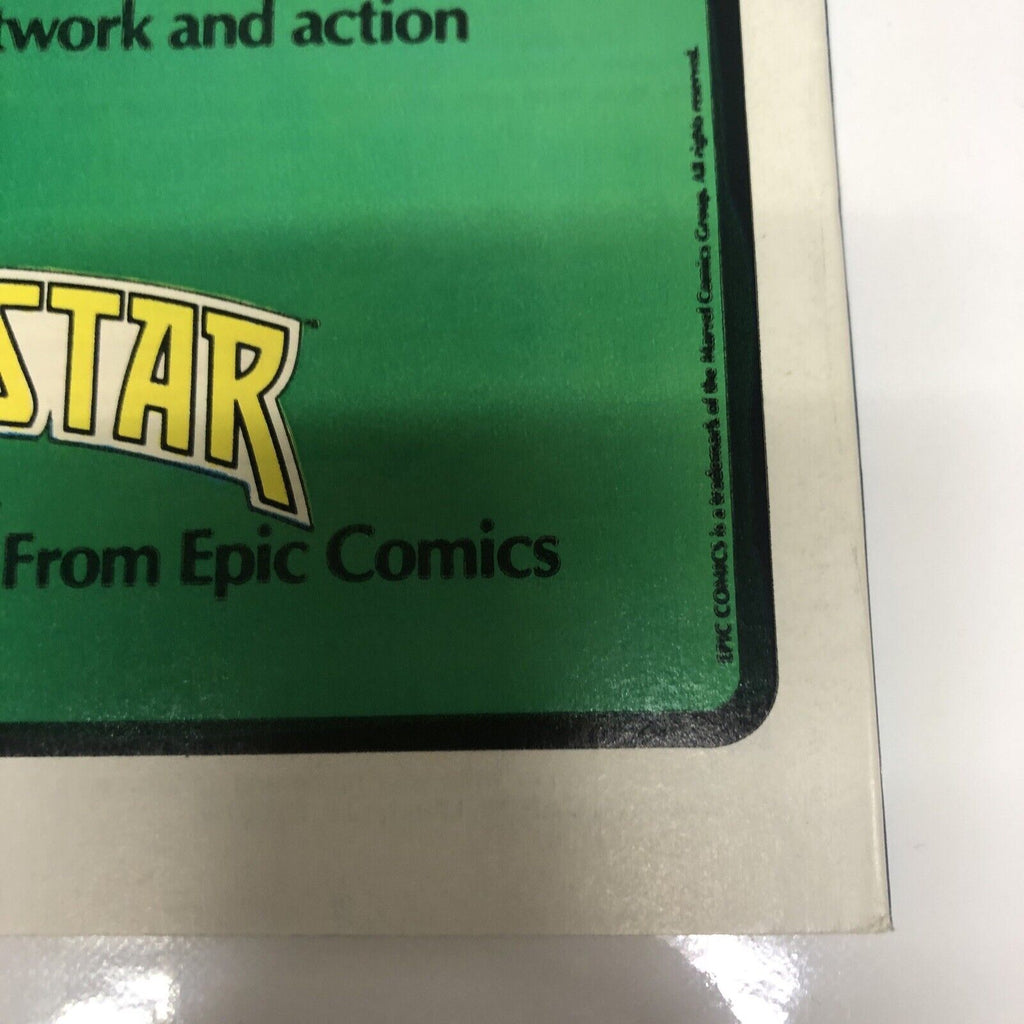 twork and action
STAR
From Epic Comics
EPIC COMICS is a trademark of the Marvel Comics Group. All rights reserved.